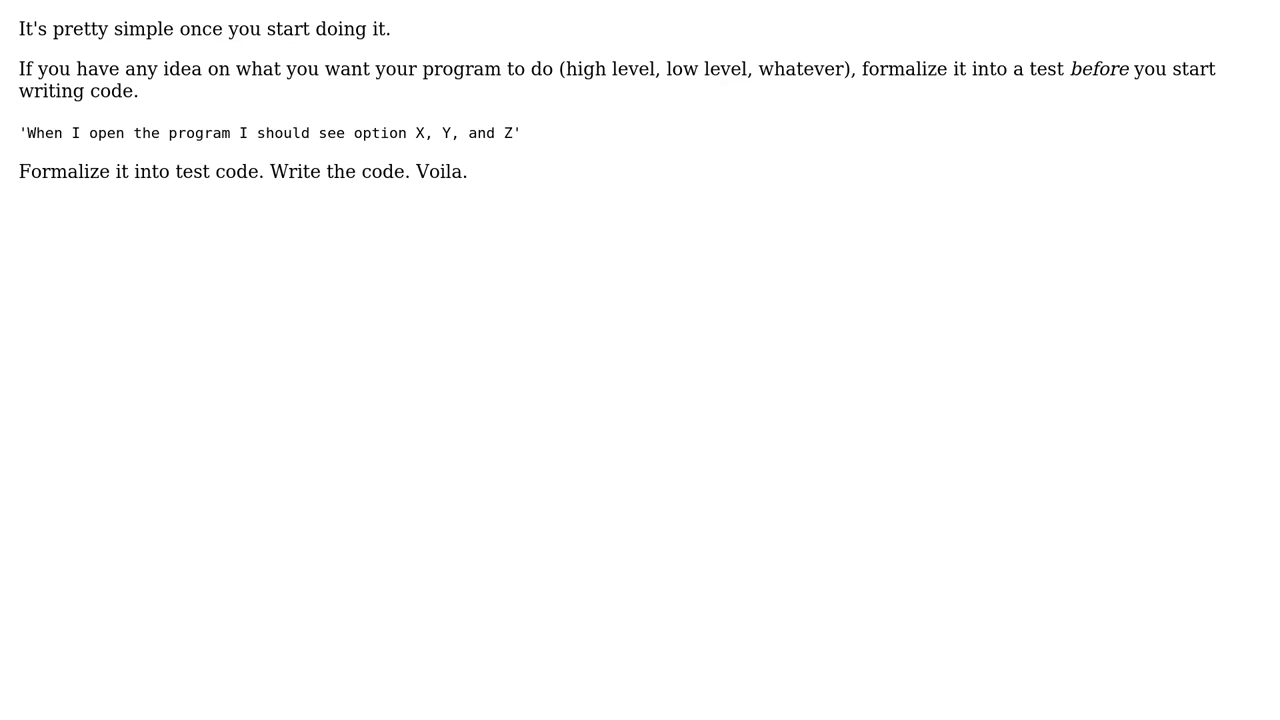 It's pretty simple once you start doing it.
If you have any idea on what you want your program to do (high level, low level, whatever), formalize it into a test before you start
writing code.
'When I open the program I should see option X, Y, and Z'
Formalize it into test code. Write the code. Voila.